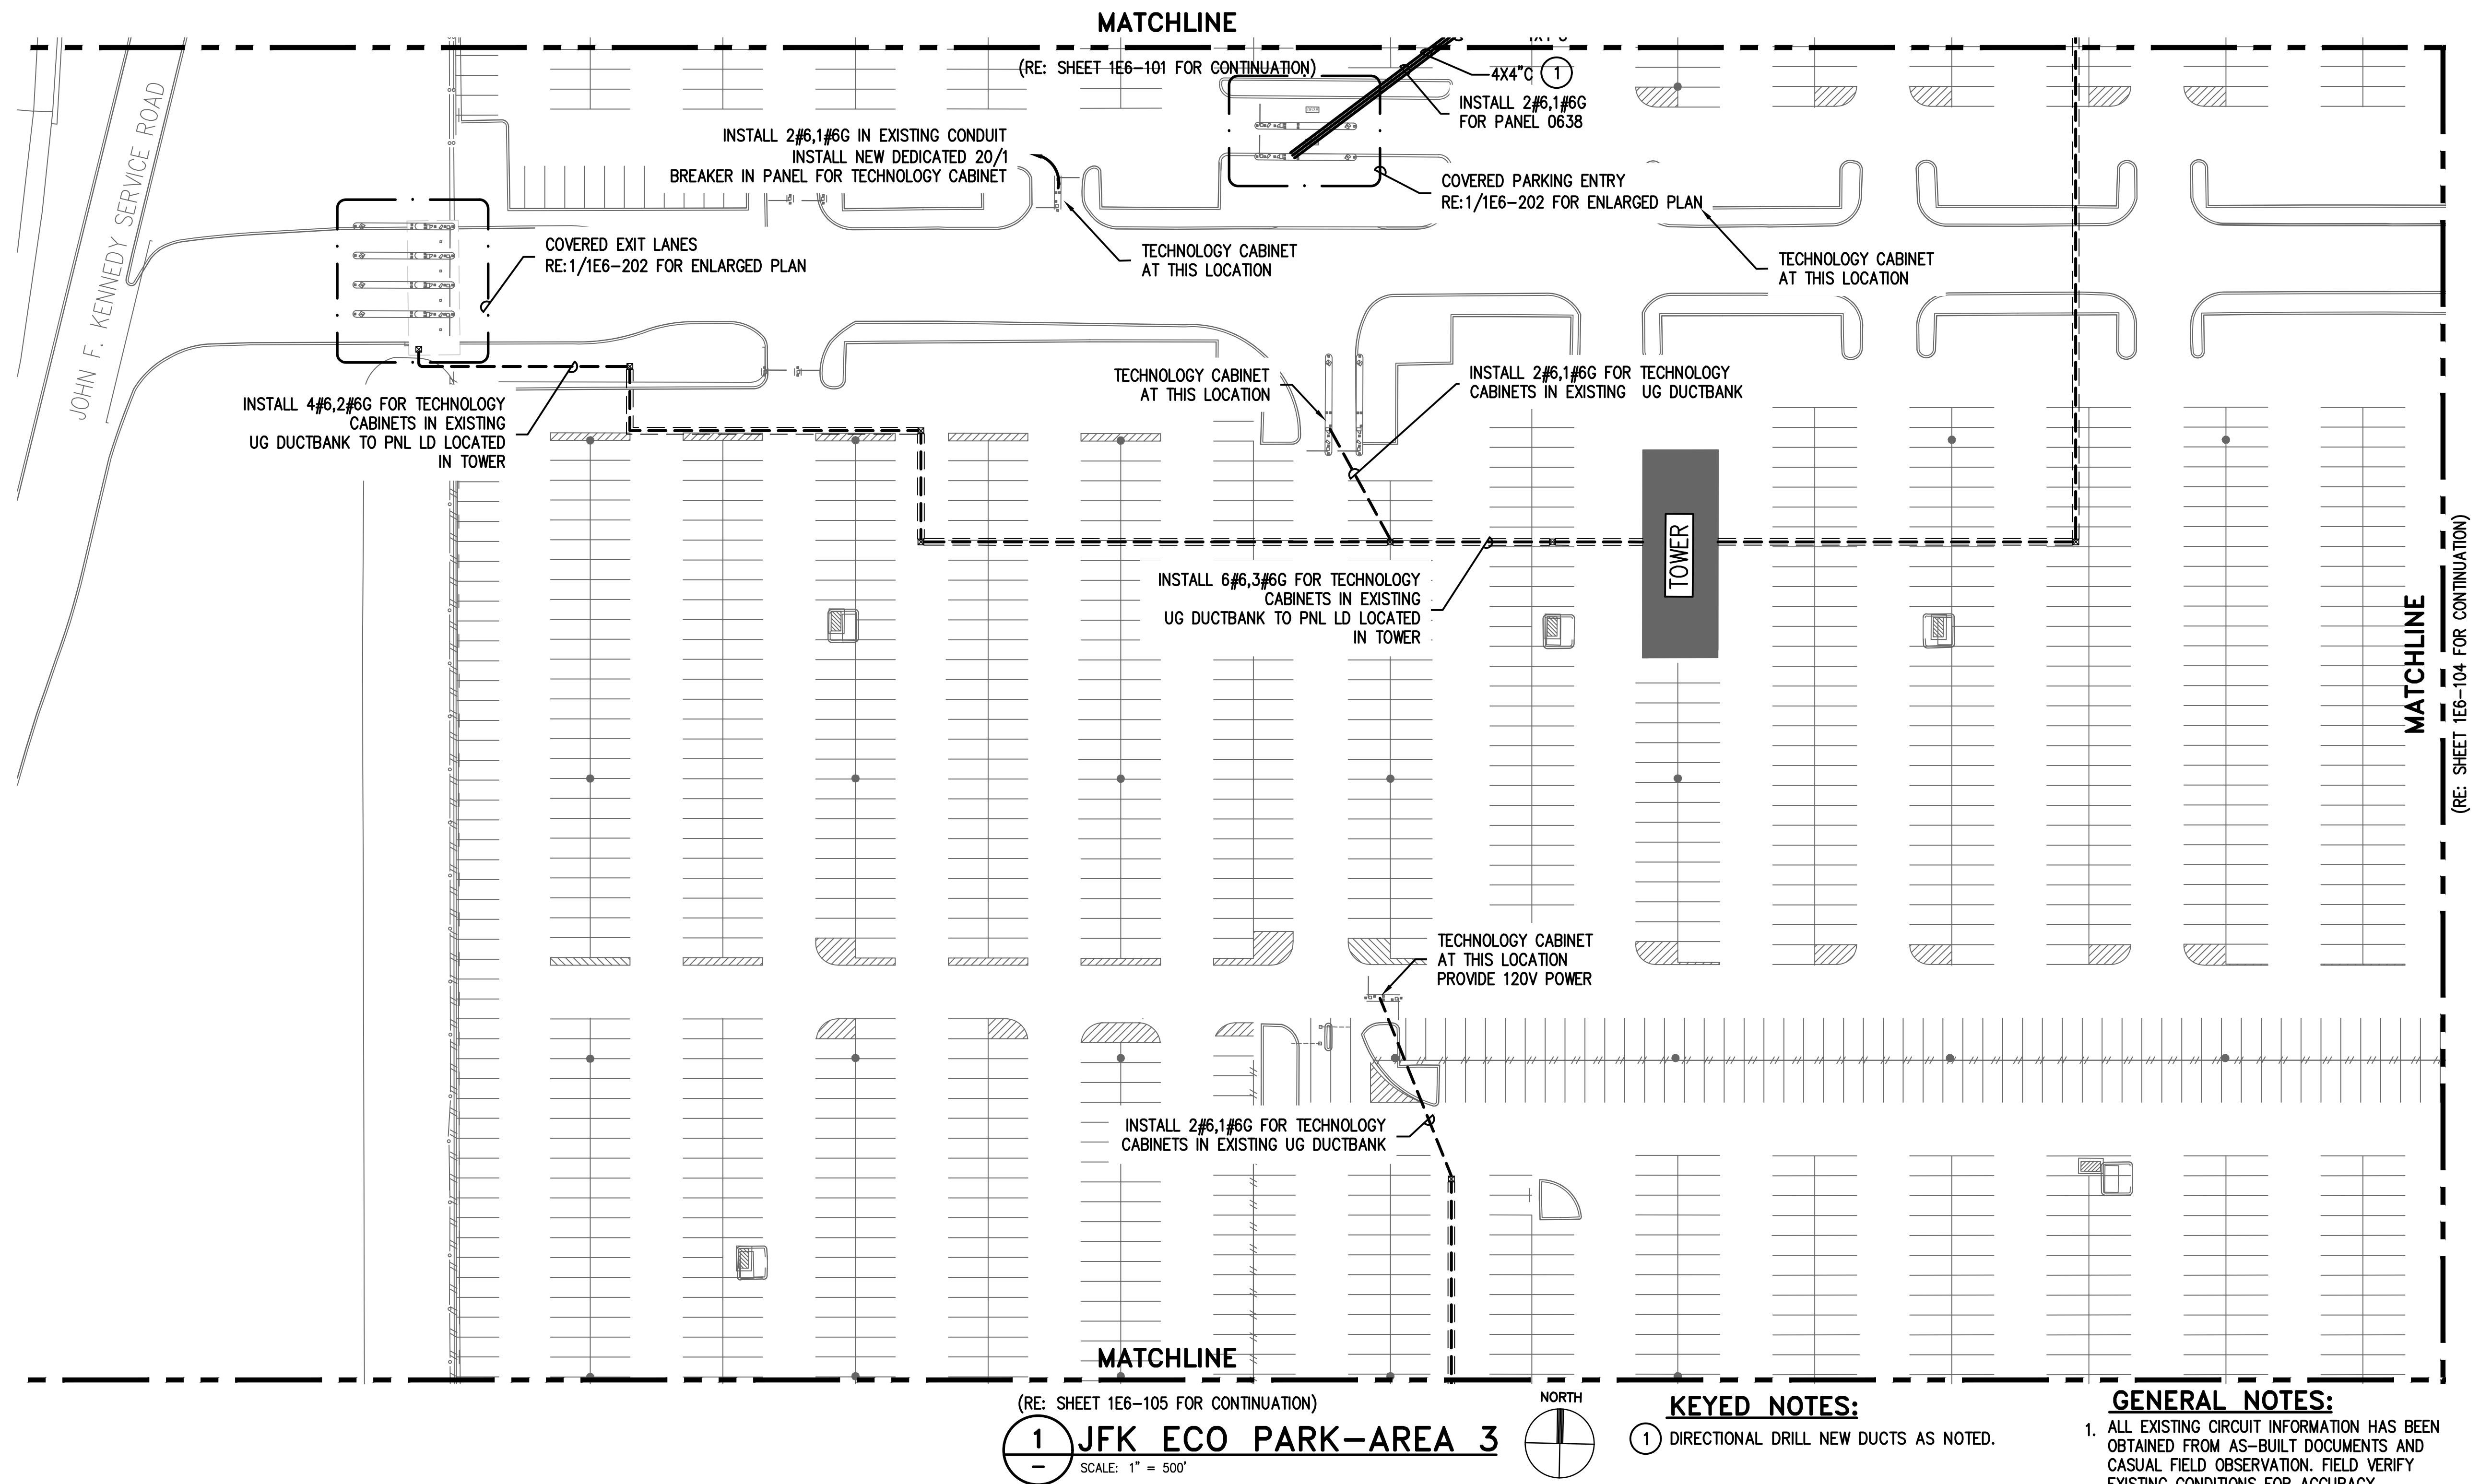 MATCHLINE
(RE: SHEET 1E6-101 FOR CONTINUATION)
4X4"C 1
INSTALL 2#6,1#6G
FOR PANEL 0638
INSTALL 2#6,1#6G IN EXISTING CONDUIT
INSTALL NEW DEDICATED 20/1
BREAKER IN PANEL FOR TECHNOLOGY CABINET
COVERED PARKING ENTRY
RE:1/1E6-202 FOR ENLARGED PLAN
JOHN F. KENNEDY SERVICE ROAD
COVERED EXIT LANES
RE:1/1E6-202 FOR ENLARGED PLAN
TECHNOLOGY CABINET
AT THIS LOCATION
TECHNOLOGY CABINET
AT THIS LOCATION
TECHNOLOGY CABINET
AT THIS LOCATION
INSTALL 2#6,1#6G FOR TECHNOLOGY
CABINETS IN EXISTING UG DUCTBANK
INSTALL 4#6,2#6G FOR TECHNOLOGY
CABINETS IN EXISTING
UG DUCTBANK TO PNL LD LOCATED
IN TOWER
TOWER
INSTALL 6#6,3#6G FOR TECHNOLOGY
CABINETS IN EXISTING
UG DUCTBANK TO PNL LD LOCATED
IN TOWER
MATCHLINE
(RE: SHEET 1E6-104 FOR CONTINUATION)
TECHNOLOGY CABINET
AT THIS LOCATION
PROVIDE 120V POWER
INSTALL 2#6,1#6G FOR TECHNOLOGY
CABINETS IN EXISTING UG DUCTBANK
MATCHLINE
(RE: SHEET 1E6-105 FOR CONTINUATION)
1
-
JFK ECO PARK-AREA 3
SCALE: 1" = 500'
NORTH
KEYED NOTES:
1 DIRECTIONAL DRILL NEW DUCTS AS NOTED.
GENERAL NOTES:
1. ALL EXISTING CIRCUIT INFORMATION HAS BEEN
OBTAINED FROM AS-BUILT DOCUMENTS AND
CASUAL FIELD OBSERVATION. FIELD VERIFY
EXISTING CONDITIONS FOR ACCURACY